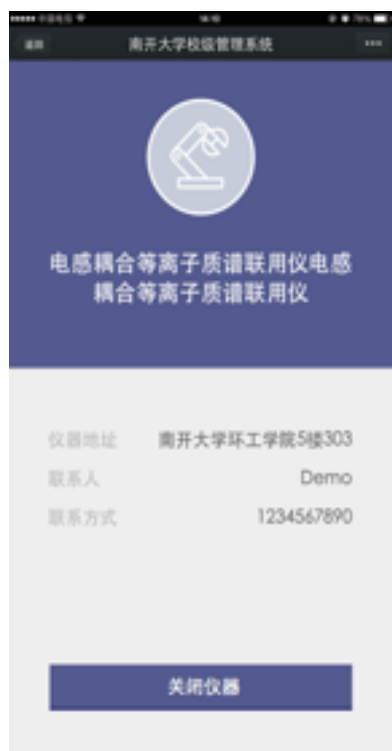 返回 南开大学校级管理系统
电感耦合等离子质谱联用仪电感
耦合等离子质谱联用仪
仪器地址 南开大学环工学院5楼303
联系人 Demo
联系方式 1234567890
关闭仪器